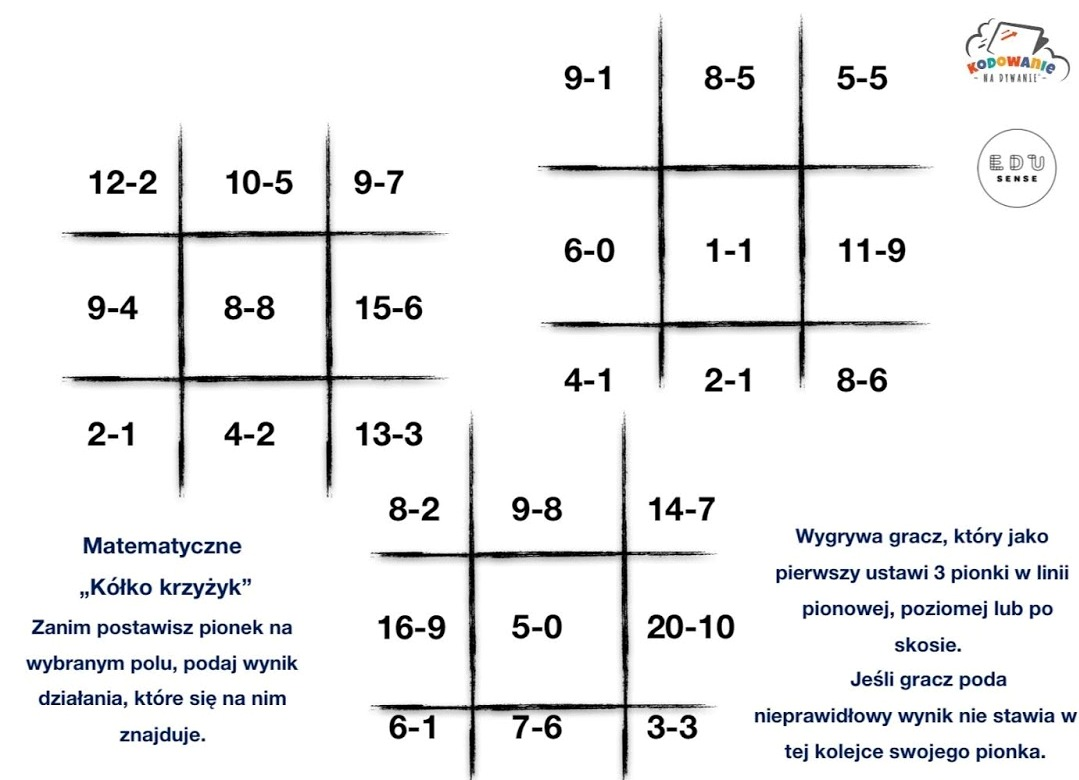 9-1 8-5 5-5
6-0 1-1 11-9
4-1 2-1 8-6
KODOWANIE
- NA DYWANIE -
EDU
SENSE
12-2 10-5 9-7
9-4 8-8 15-6
2-1 4-2 13-3
8-2 9-8 14-7
16-9 5-0 20-10
6-1 7-6 3-3
Matematyczne
„Kółko krzyżyk”
Zanim postawisz pionek na
wybranym polu, podaj wynik
działania, które się na nim
znajduje.
Wygrywa gracz, który jako
pierwszy ustawi 3 pionki w linii
pionowej, poziomej lub po
skosie.
Jeśli gracz poda
nieprawidłowy wynik nie stawia w
tej kolejce swojego pionka.